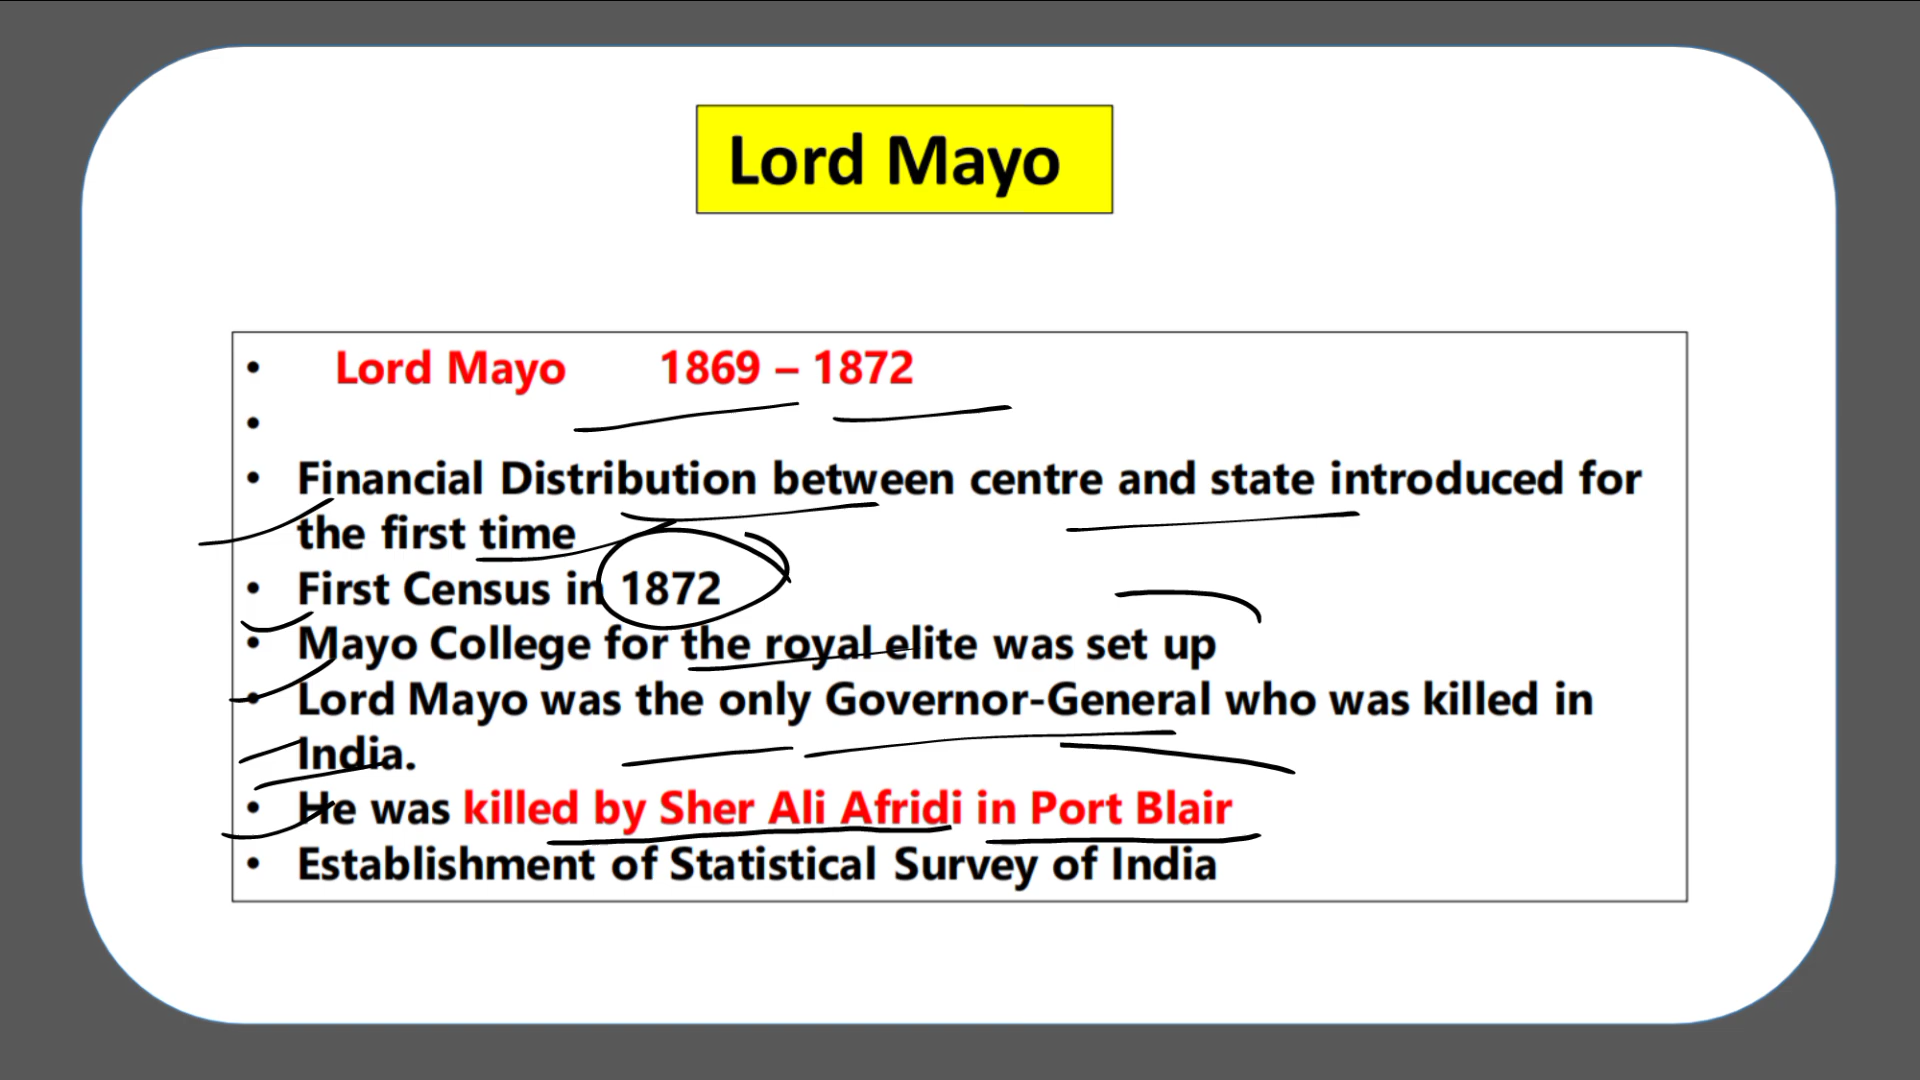 Lord Mayo
• Lord Mayo 1869 – 1872
•
• Financial Distribution between centre and state introduced for
the first time
• First Census in 1872
• Mayo College for the royal elite was set up
• Lord Mayo was the only Governor-General who was killed in
India.
• He was killed by Sher Ali Afridi in Port Blair
• Establishment of Statistical Survey of India